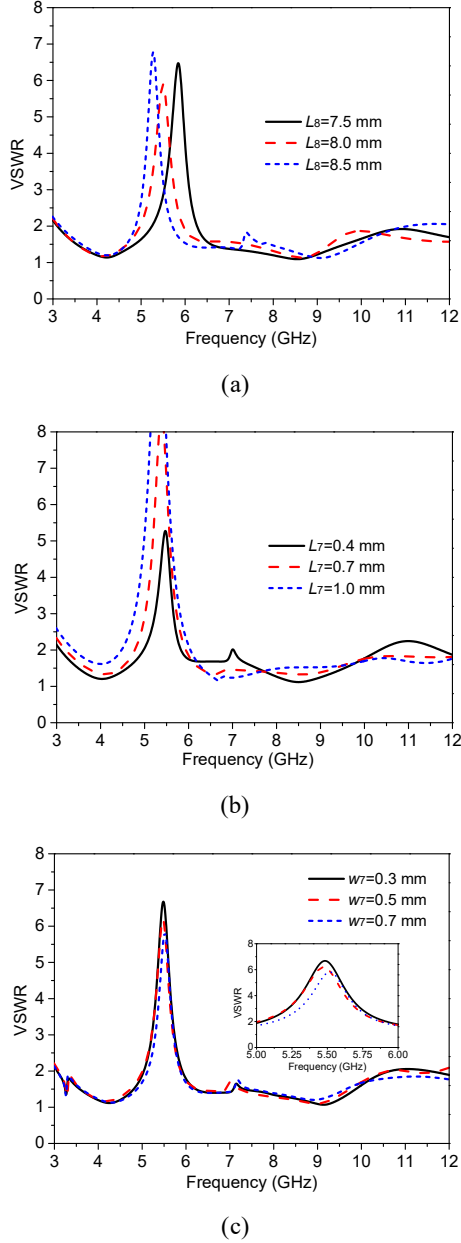 8
7
6
5
4
3
2
1
0
VSWR
L8=7.5 mm
L8=8.0 mm
L8=8.5 mm
3 4 5 6 7 8 9 10 11 12
Frequency (GHz)
(a)
8
7
6
5
4
3
2
1
0
VSWR
L7=0.4 mm
L7=0.7 mm
L7=1.0 mm
3 4 5 6 7 8 9 10 11 12
Frequency (GHz)
(b)
8
7
6
5
4
3
2
1
0
VSWR
w7=0.3 mm
w7=0.5 mm
w7=0.7 mm
8
6
4
2
0
VSWR
5.00 5.25 5.50 5.75 6.00
Frequency (GHz)
3 4 5 6 7 8 9 10 11 12
Frequency (GHz)
(c)